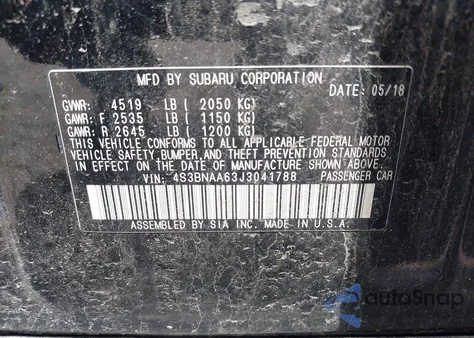 MFD BY SUBARU CORPORATION
DATE: 05/18
GVWR: 4519 LB ( 2050 KG)
GAWR: F 2535 LB ( 1150 KG)
GAWR: R 2645 LB ( 1200 KG)
THIS VEHICLE CONFORMS TO ALL APPLICABLE FEDERAL MOTOR
VEHICLE SAFETY, BUMPER, AND THEFT PREVENTION STANDARDS
IN EFFECT ON THE DATE OF MANUFACTURE SHOWN ABOVE.
VIN: 4S3BNAA63J3041788 PASSENGER CAR
ASSEMBLED BY SIA INC. MADE IN U.S.A.
autoSnap